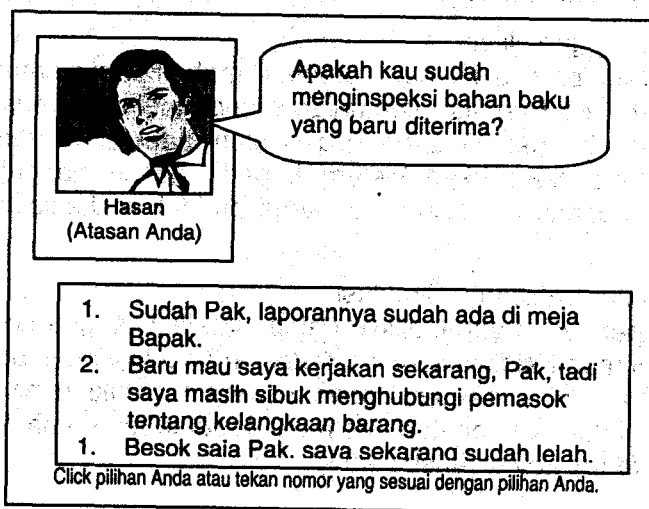 Apakah kau sudah
menginspeksi bahan baku
yang baru diterima?
Hasan
(Atasan Anda)
1. Sudah Pak, laporannya sudah ada di meja
Bapak.
2. Baru mau saya kerjakan sekarang, Pak, tadi
saya masih sibuk menghubungi pemasok
tentang kelangkaan barang.
1. Besok saja Pak, saya sekarang sudah lelah.
Click pilihan Anda atau tekan nomor yang sesuai dengan pilihan Anda.